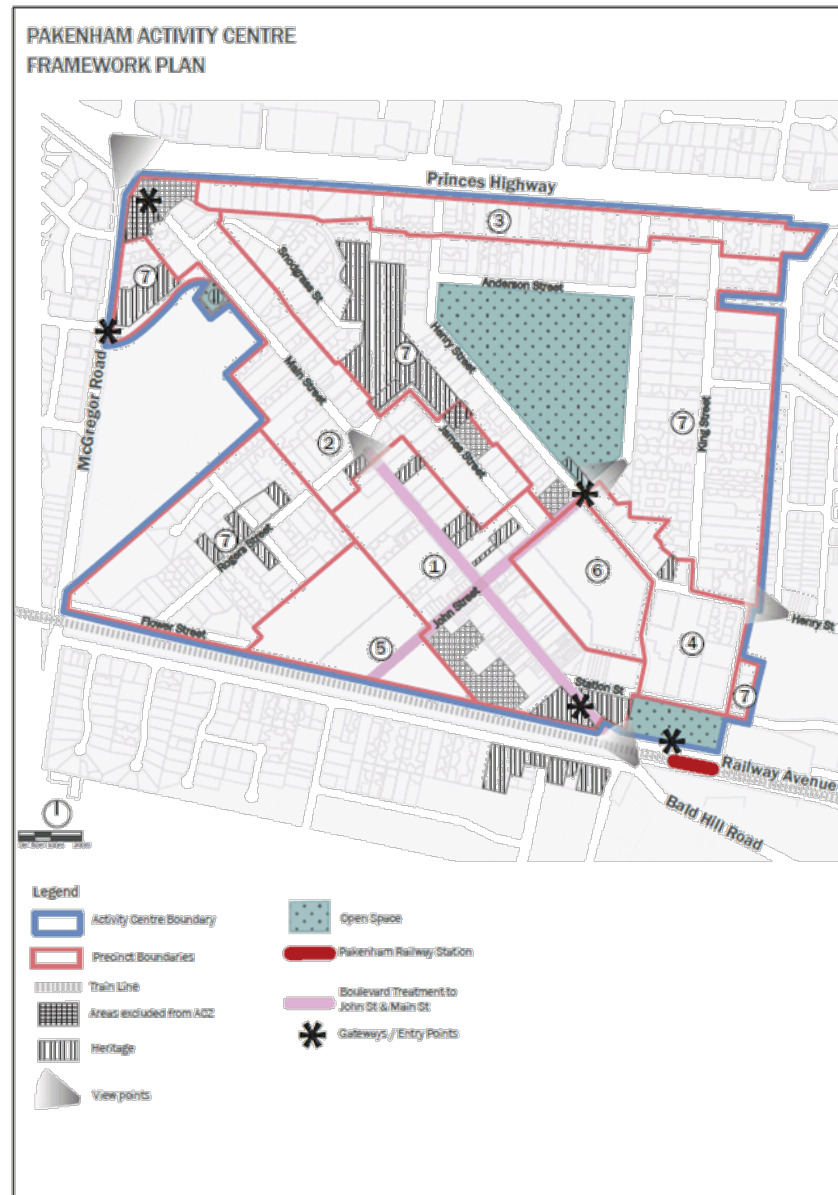 PAKENHAM ACTIVITY CENTRE
FRAMEWORK PLAN
Princes Highway
3
7
Snodgrass St
Anderson Street
Henry Street
McGregor Road
Main Street
7
7
King Street
2
James Street
7
Rogers Street
1
6
John Street
Henry St
Flower Street
5
4
Station St
7
Railway Avenue
Bald Hill Road
Legend
Activity Centre Boundary
Precinct Boundaries
Train Line
Areas excluded from ACZ
Heritage
View points
Open Space
Pakenham Railway Station
Boulevard Treatment to
John St & Main St
Gateways / Entry Points